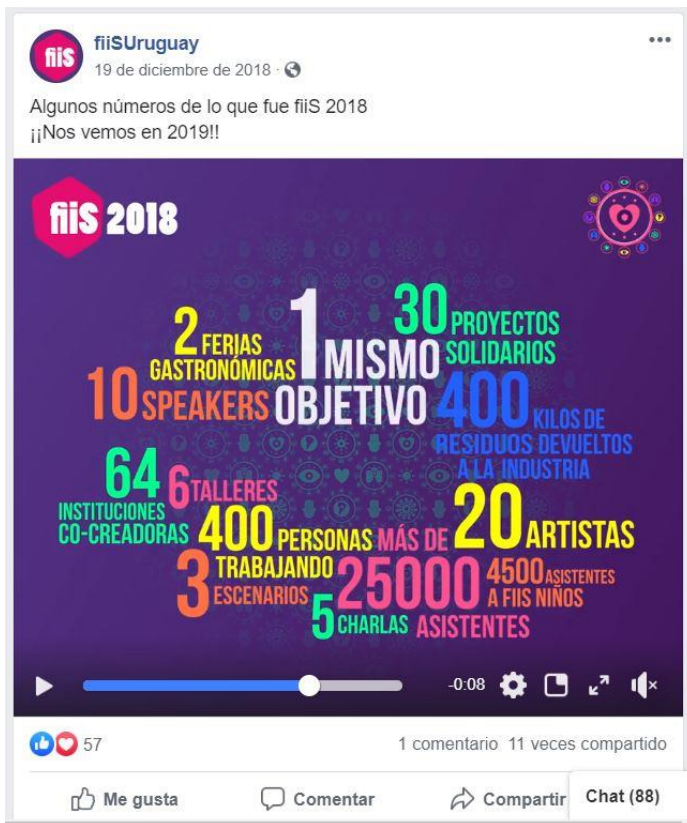 fiiS
fiiSUruguay
19 de diciembre de 2018
Algunos números de lo que fue fiiS 2018
¡¡Nos vemos en 2019!!
fiiS 2018
1 MISMO
OBJETIVO
30 PROYECTOS
SOLIDARIOS
2 FERIAS
GASTRONÓMICAS
10 SPEAKERS
400 KILOS DE
RESIDUOS DEVUELTOS
A LA INDUSTRIA
64
INSTITUCIONES
CO-CREADORAS
6 TALLERES
400 PERSONAS
TRABAJANDO
MÁS DE
25000
ASISTENTES
20 ARTISTAS
3 ESCENARIOS
4500 ASISTENTES
A FIIS NIÑOS
5 CHARLAS
-0:08
57
1 comentario 11 veces compartido
Me gusta
Comentar
Compartir
Chat (88)